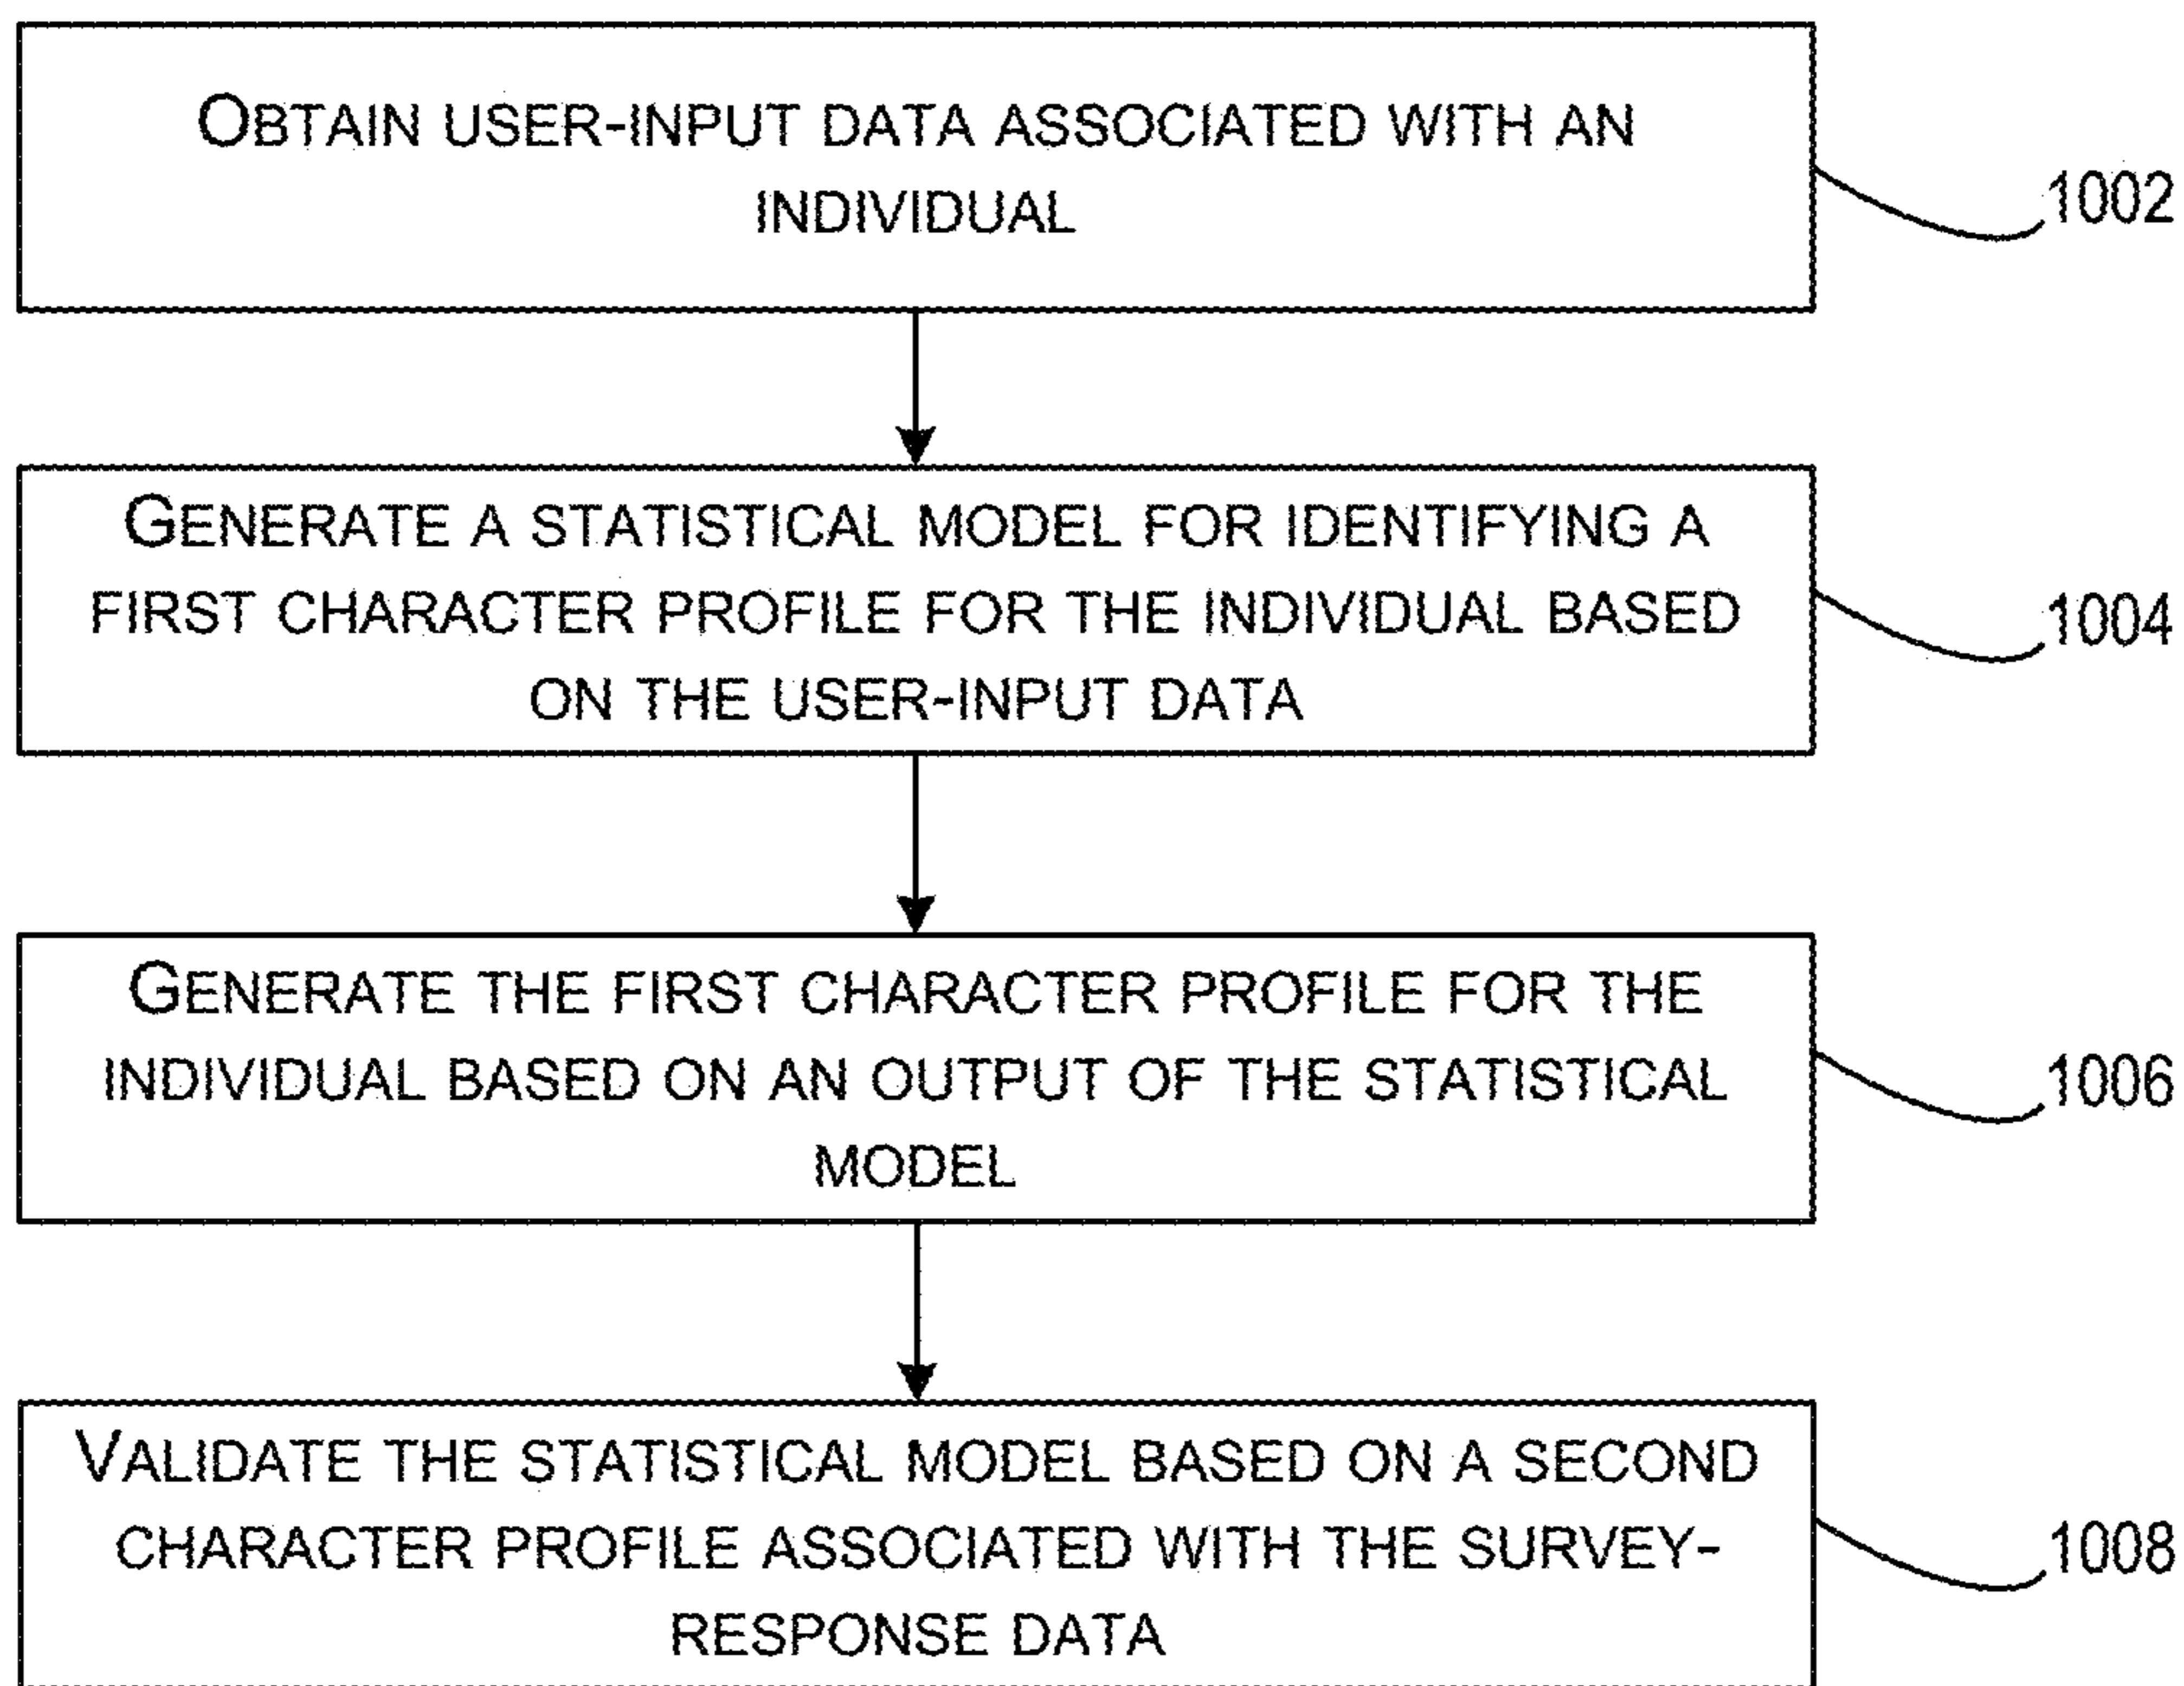 OBTAIN USER-INPUT DATA ASSOCIATED WITH AN
INDIVIDUAL
1002
GENERATE A STATISTICAL MODEL FOR IDENTIFYING A
FIRST CHARACTER PROFILE FOR THE INDIVIDUAL BASED
ON THE USER-INPUT DATA
1004
GENERATE THE FIRST CHARACTER PROFILE FOR THE
INDIVIDUAL BASED ON AN OUTPUT OF THE STATISTICAL
MODEL
1006
VALIDATE THE STATISTICAL MODEL BASED ON A SECOND
CHARACTER PROFILE ASSOCIATED WITH THE SURVEY-
RESPONSE DATA
1008